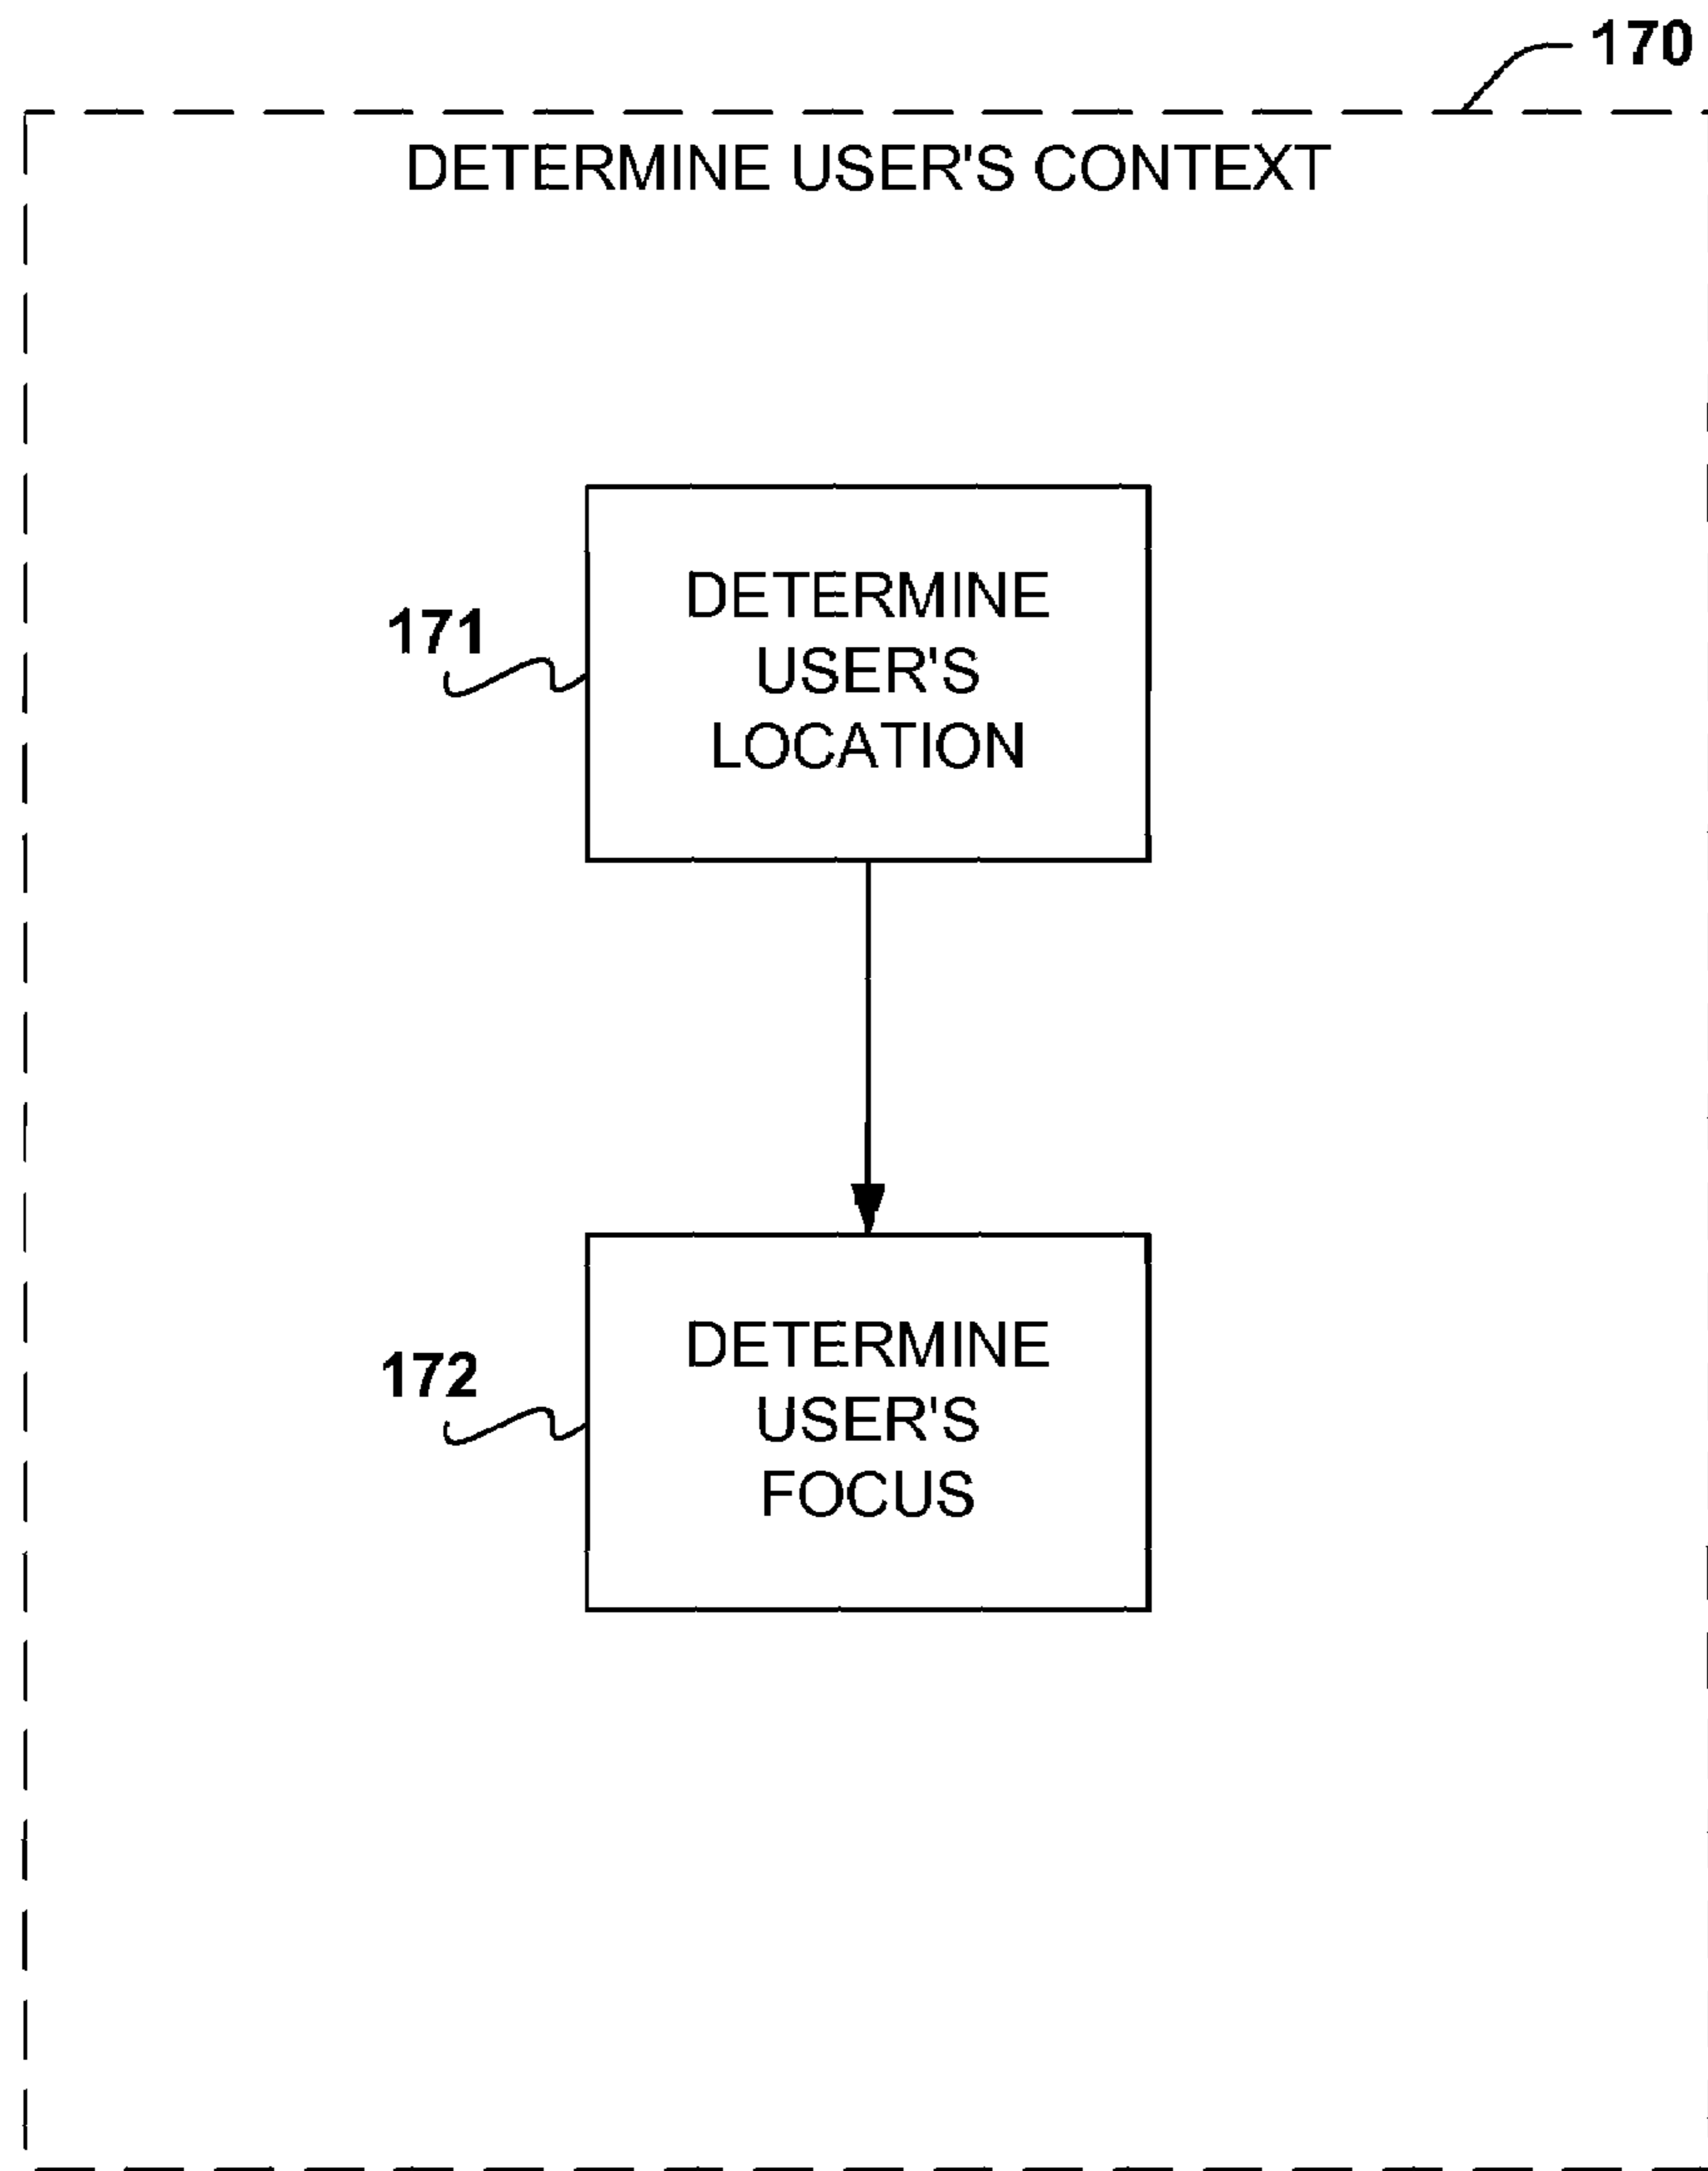 170
DETERMINE USER'S CONTEXT
171
DETERMINE
USER'S
LOCATION
172
DETERMINE
USER'S
FOCUS